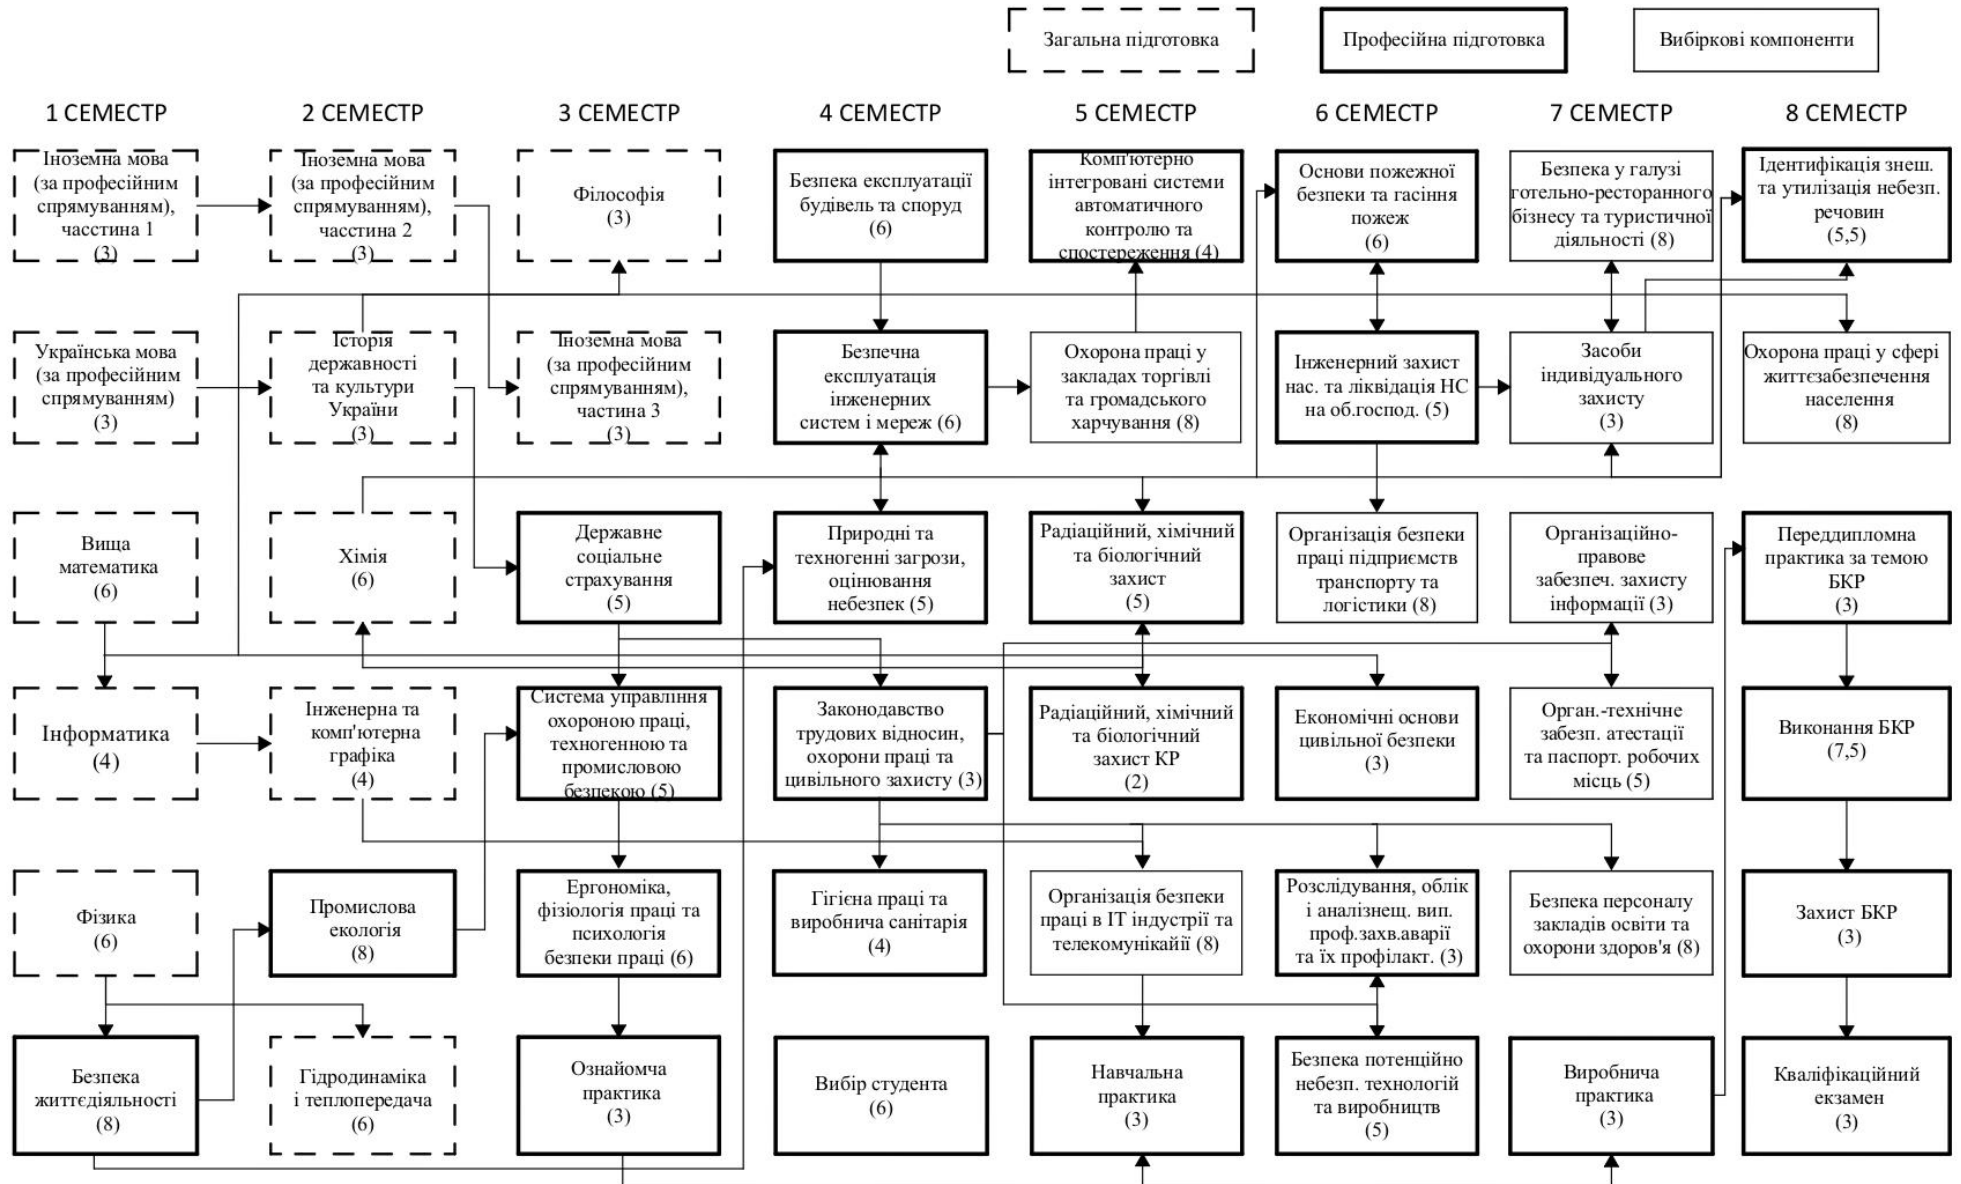 Загальна підготовка
Професійна підготовка
Вибіркові компоненти
1 СЕМЕСТР
2 СЕМЕСТР
3 СЕМЕСТР
4 СЕМЕСТР
5 СЕМЕСТР
6 СЕМЕСТР
7 СЕМЕСТР
8 СЕМЕСТР
Іноземна мова
(за професійним
спрямуванням),
часстина 1
(3)
Іноземна мова
(за професійним
спрямуванням),
часстина 2
(3)
Філософія
(3)
Безпека експлуатації
будівель та споруд
(6)
Комп'ютерно
інтегровані системи
автоматичного
контролю та
спостереження (4)
Основи пожежної
безпеки та гасіння
пожеж
(6)
Безпека у галузі
готельно-ресторанного
бізнесу та туристичної
діяльності (8)
Ідентифікація знеш.
та утилізація небезп.
речовин
(5,5)
Українська мова
(за професійним
спрямуванням)
(3)
Історія
державності
та культури
України
(3)
Іноземна мова
(за професійним
спрямуванням),
частина 3
(3)
Безпечна
експлуатація
інженерних
систем і мереж (6)
Охорона праці у
закладах торгівлі
та громадського
харчування (8)
Інженерний захист
нас. та ліквідація НС
на об.господ. (5)
Засоби
індивідуального
захисту
(3)
Охорона праці у сфері
життєзабезпечення
населення
(8)
Вища
математика
(6)
Хімія
(6)
Державне
соціальне
страхування
(5)
Природні та
техногенні загрози,
оцінювання
небезпек (5)
Радіаційний, хімічний
та біологічний
захист
(5)
Організація безпеки
праці підприємств
транспорту та
логістики (8)
Організаційно-
правове
забезпеч. захисту
інформації (3)
Переддипломна
практика за темою
БКР
(3)
Інформатика
(4)
Інженерна та
комп'ютерна
графіка
(4)
Система управління
охороною праці,
техногенною та
промисловою
безпекою (5)
Законодавство
трудових відносин,
охорони праці та
цивільного захисту (3)
Радіаційний, хімічний
та біологічний
захист КР
(2)
Економічні основи
цивільної безпеки
(3)
Орган.-технічне
забезп. атестації
та паспорт. робочих
місць (5)
Виконання БКР
(7,5)
Фізика
(6)
Промислова
екологія
(8)
Ергономіка,
фізіологія праці та
психологія
безпеки праці (6)
Гігієна праці та
виробнича санітарія
(4)
Організація безпеки
праці в ІТ індустрії та
телекомунікайії (8)
Розслідування, облік
і аналізнещ. вип.
проф.захв.аварії
та їх профілакт. (3)
Безпека персоналу
закладів освіти та
охорони здоров'я (8)
Захист БКР
(3)
Безпека
життєдіяльності
(8)
Гідродинаміка
і теплопередача
(6)
Ознайомча
практика
(3)
Вибір студента
(6)
Навчальна
практика
(3)
Безпека потенційно
небезп. технологій
та виробництв
(5)
Виробнича
практика
(3)
Кваліфікаційний
екзамен
(3)